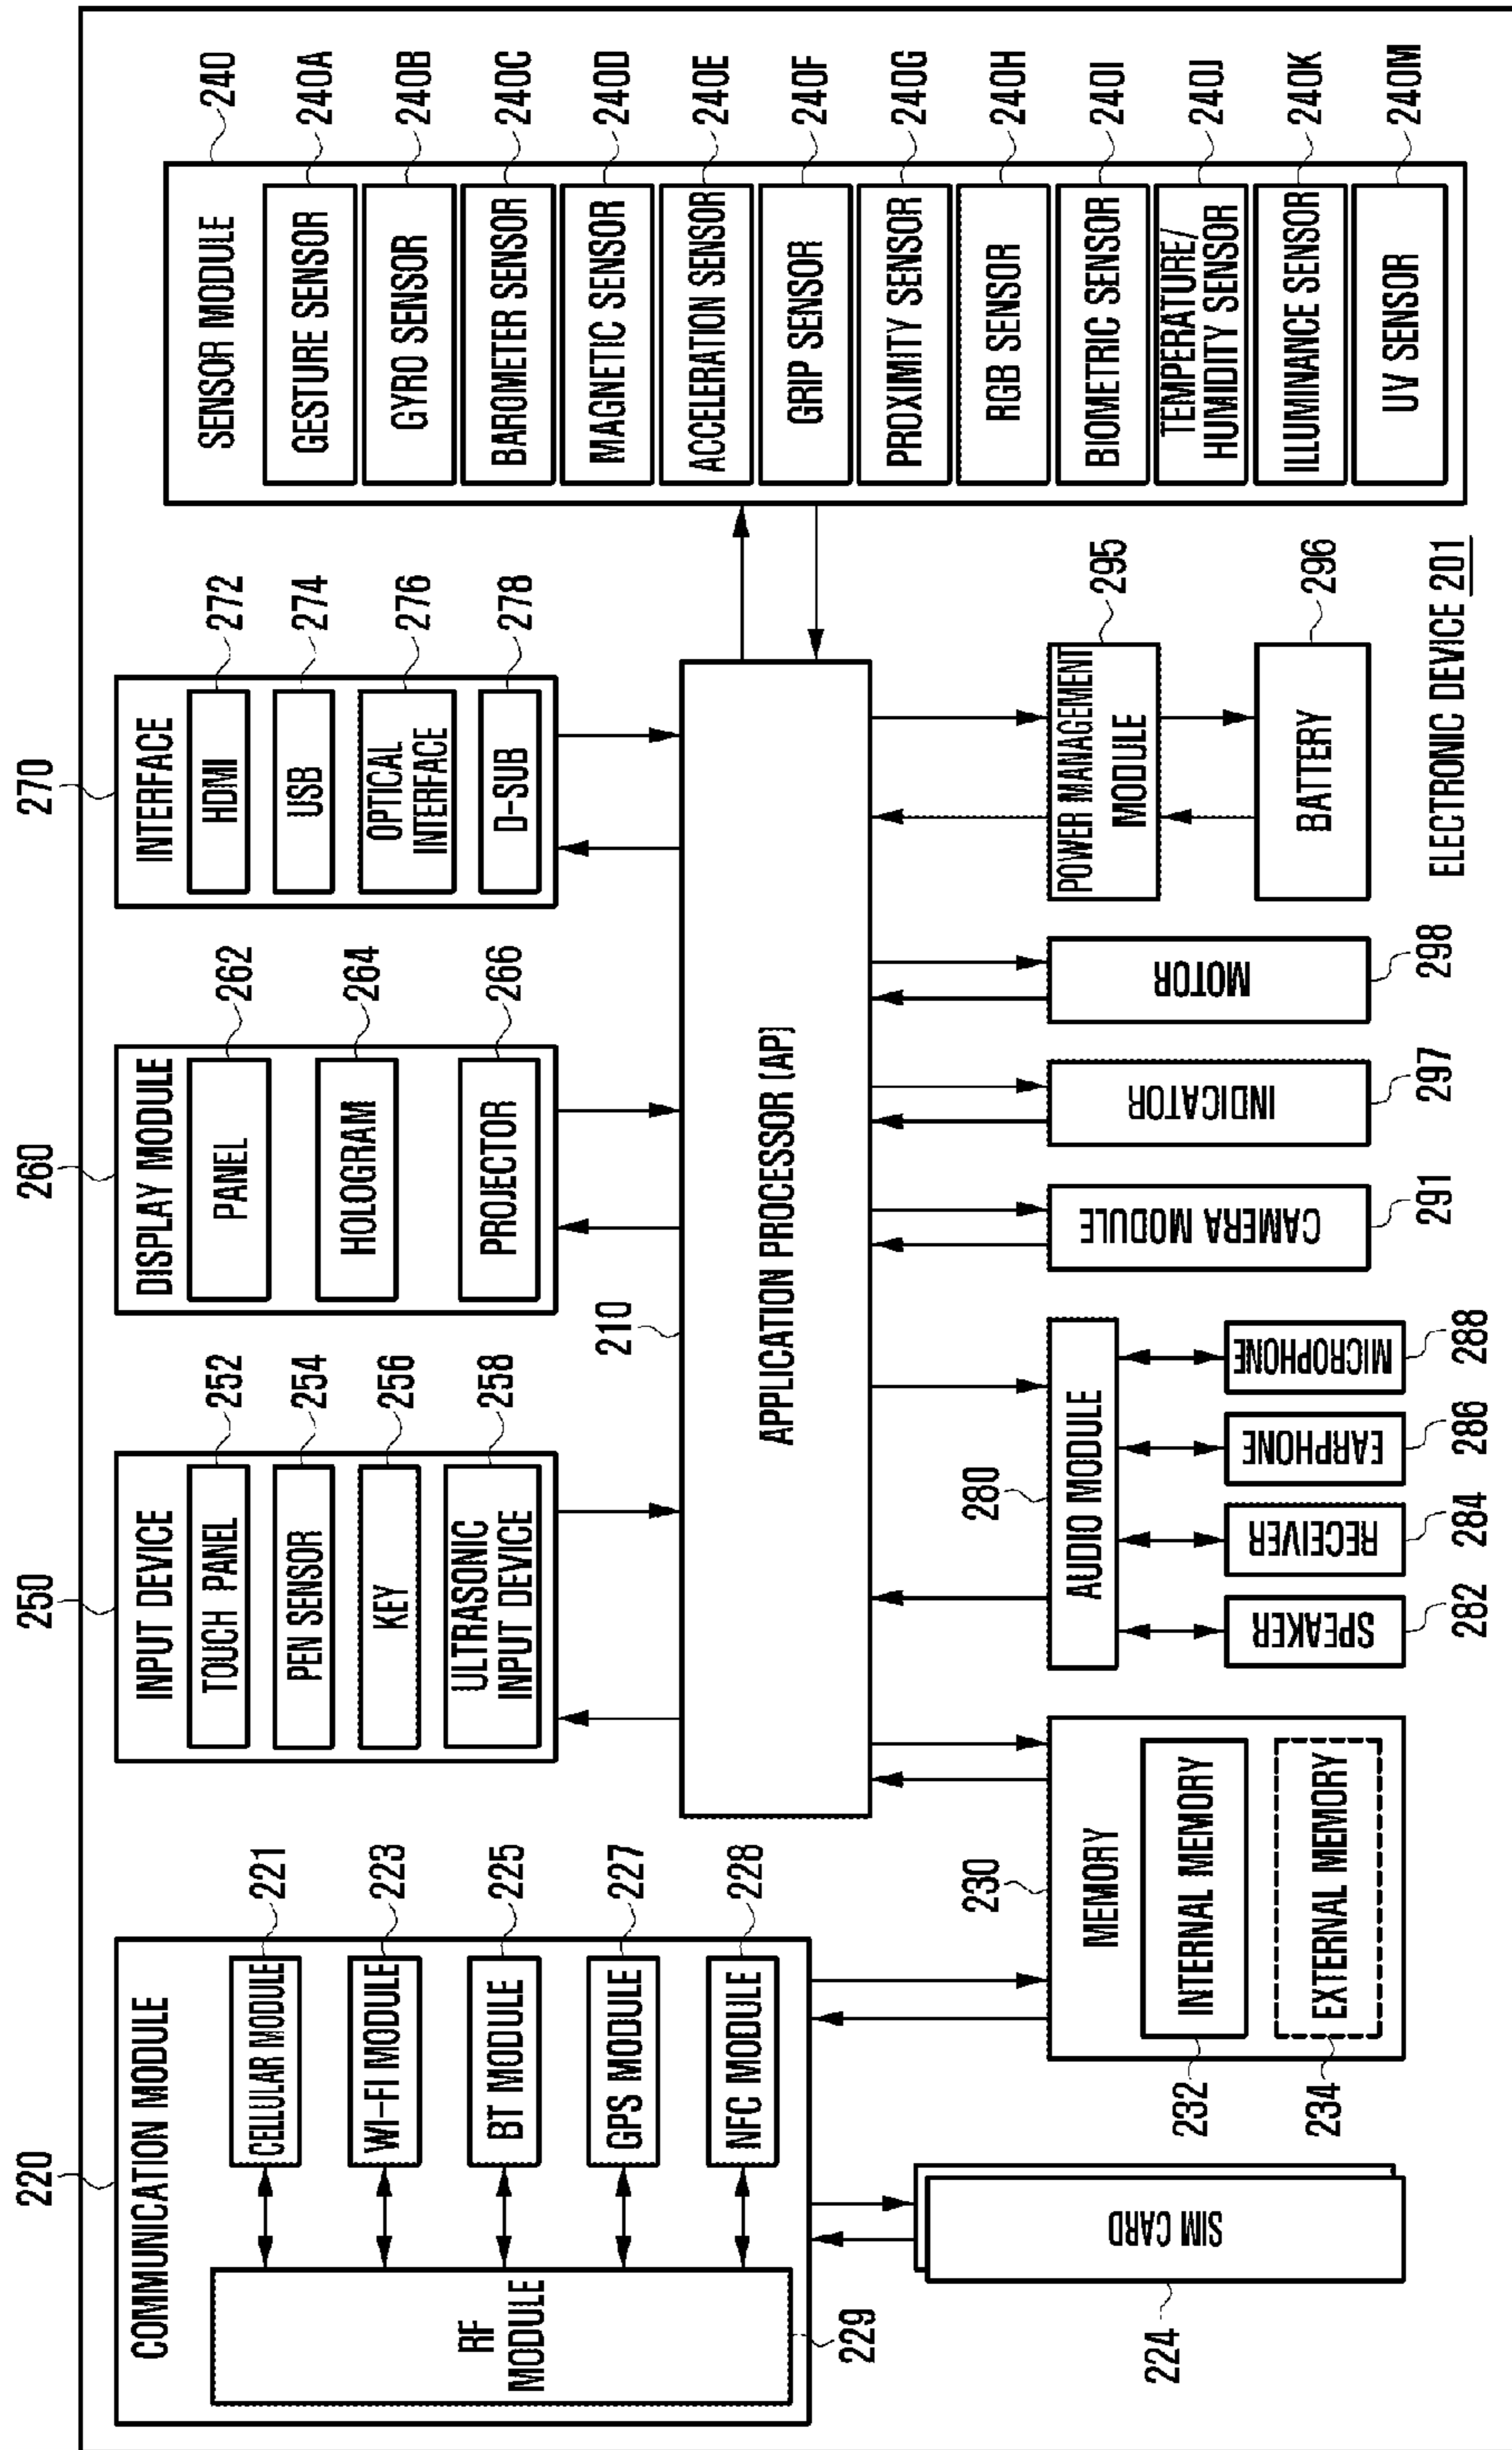 220
COMMUNICATION MODULE
CELLULAR MODULE
221
WI-FI MODULE
223
BT MODULE
225
GPS MODULE
227
NFC MODULE
228
RF
MODULE
229
SIM CARD
224
250
INPUT DEVICE
TOUCH PANEL
252
PEN SENSOR
254
KEY
256
ULTRASONIC
INPUT DEVICE
258
260
DISPLAY MODULE
PANEL
262
HOLOGRAM
264
PROJECTOR
266
270
INTERFACE
HDMI
272
USB
274
OPTICAL
INTERFACE
276
D-SUB
278
SENSOR MODULE
240
GESTURE SENSOR
240A
GYRO SENSOR
240B
BAROMETER SENSOR
240C
MAGNETIC SENSOR
240D
ACCELERATION SENSOR
240E
GRIP SENSOR
240F
PROXIMITY SENSOR
240G
RGB SENSOR
240H
BIOMETRIC SENSOR
240I
TEMPERATURE/
HUMIDITY SENSOR
240J
ILLUMINANCE SENSOR
240K
UV SENSOR
240M
210
APPLICATION PROCESSOR (AP)
230
MEMORY
INTERNAL MEMORY
232
EXTERNAL MEMORY
234
280
AUDIO MODULE
SPEAKER
282
RECEIVER
284
EARPHONE
286
MICROPHONE
288
CAMERA MODULE
291
INDICATOR
297
MOTOR
298
POWER MANAGEMENT
MODULE
295
BATTERY
296
ELECTRONIC DEVICE 201